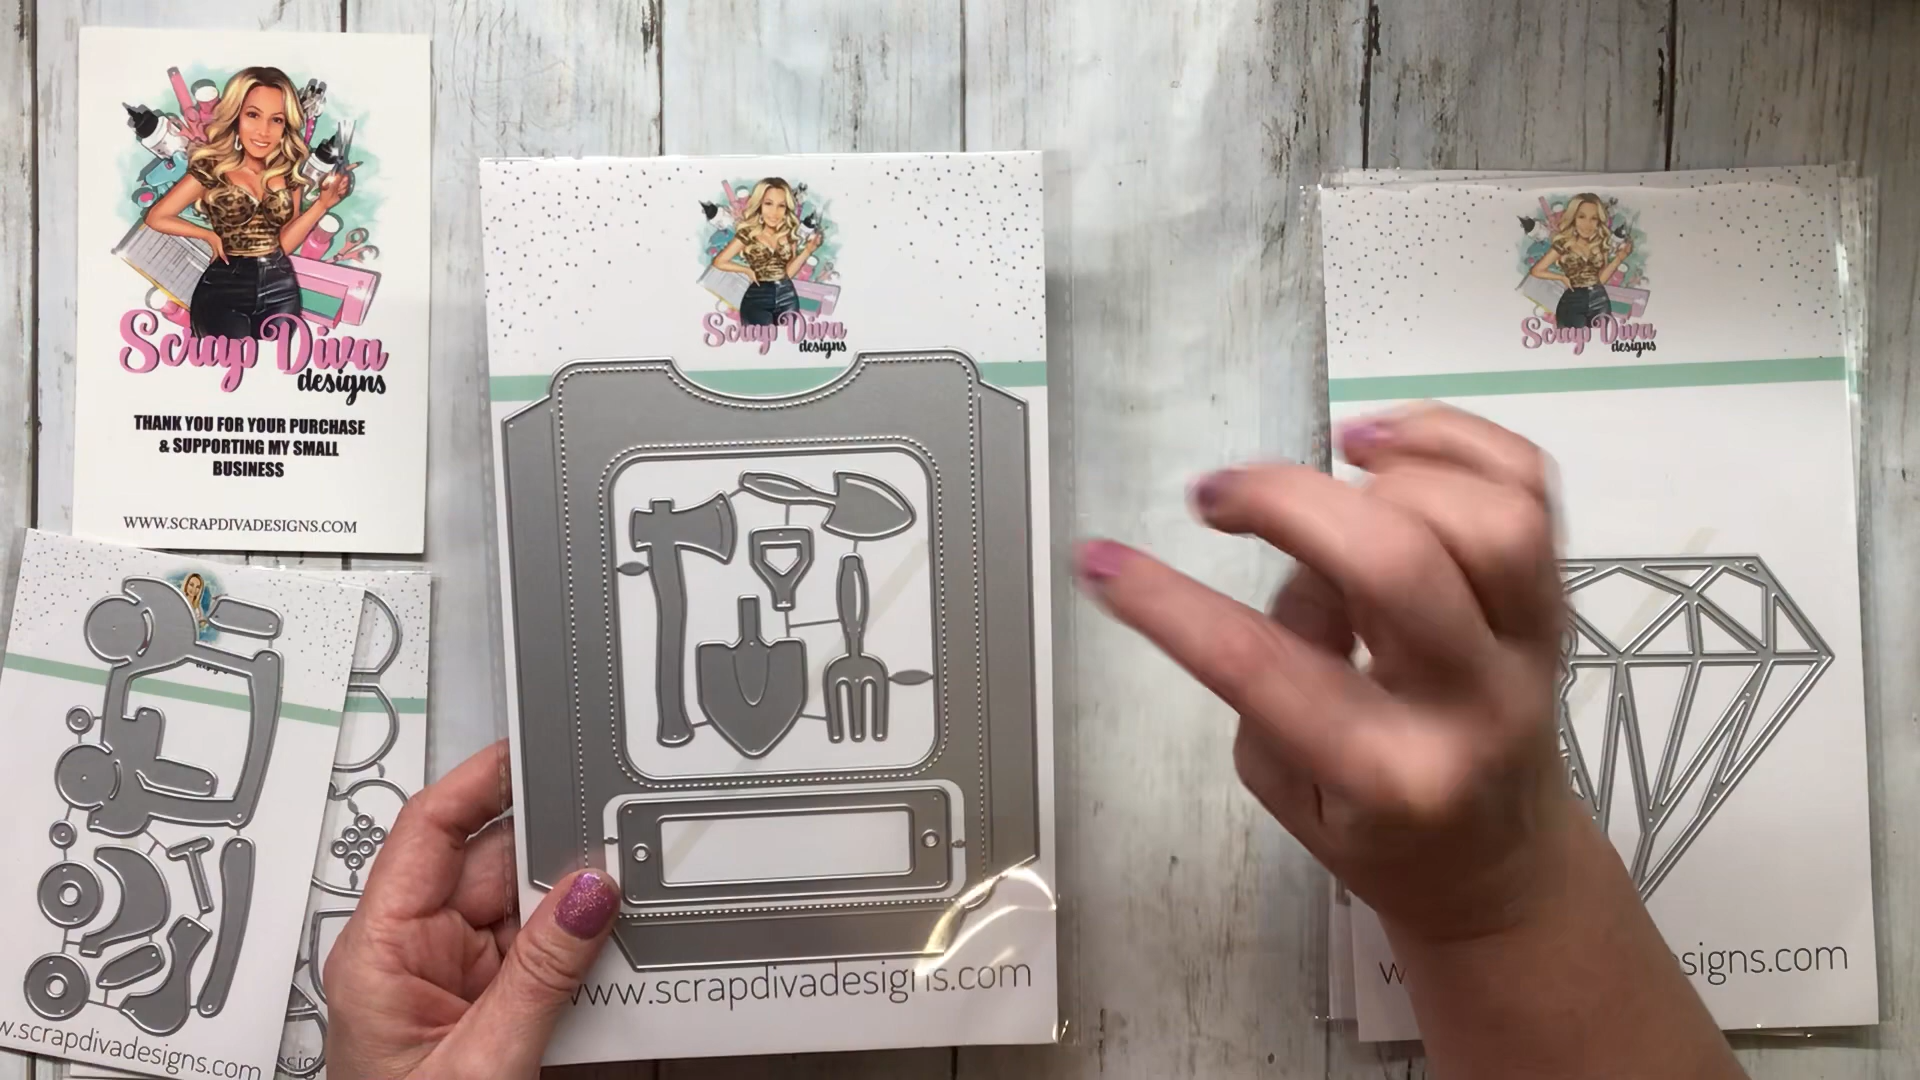 Scrap Diva
designs
THANK YOU FOR YOUR PURCHASE
& SUPPORTING MY SMALL
BUSINESS
WWW.SCRAPDIVADESIGNS.COM
w.scrapdivadesigns.com
Scrap Diva
designs
www.scrapdivadesigns.com
Scrap Diva
designs
w signs.com